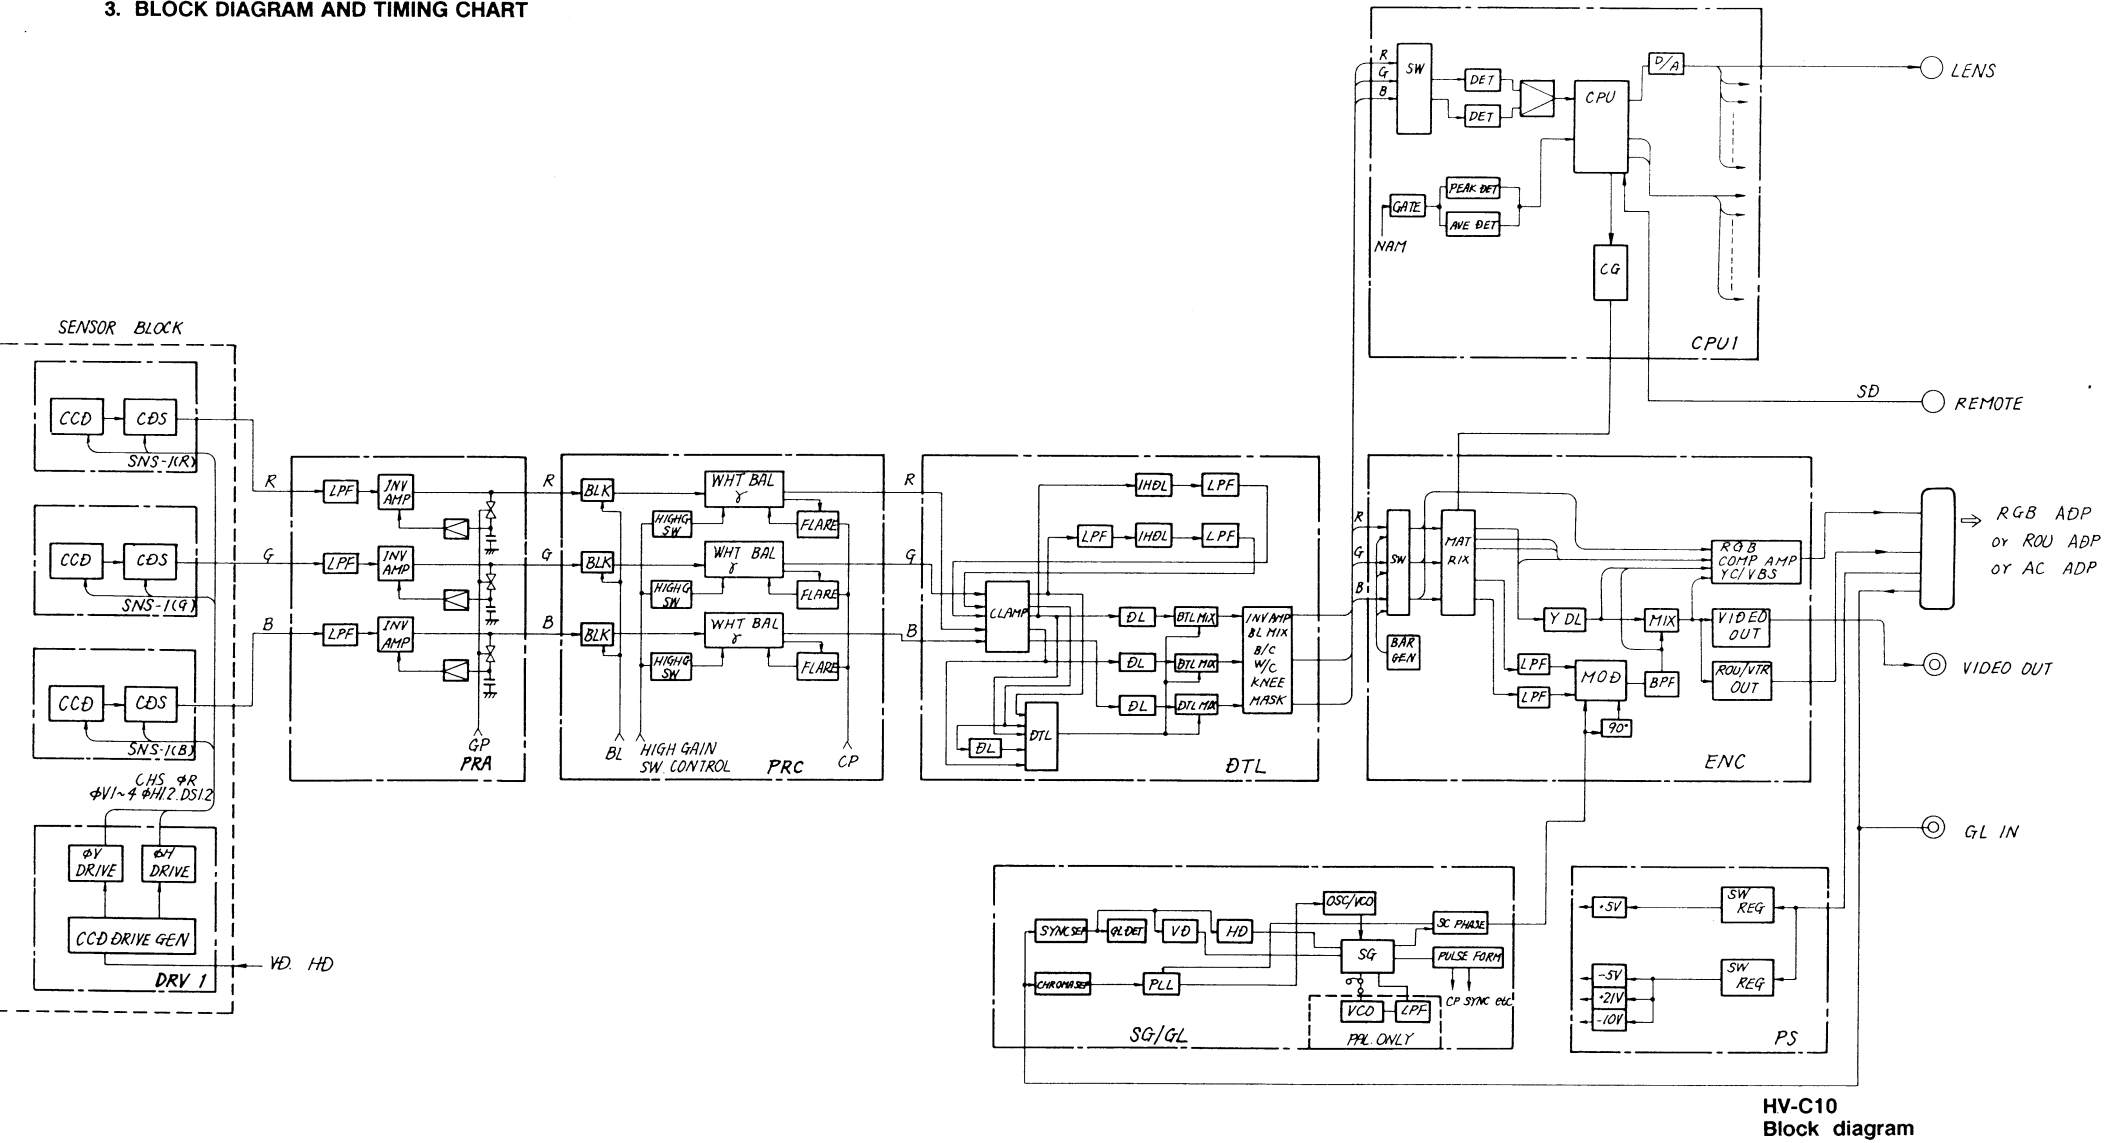 3. BLOCK DIAGRAM AND TIMING CHART
SENSOR BLOCK
CCD
CDS
SNS-1(R)
CCD
CDS
SNS-1(G)
CCD
CDS
SNS-1(B)
CHS. ΦR
ΦV1~4 ΦH1.2. DS1.2
ΦV
DRIVE
ΦH
DRIVE
CCD DRIVE GEN
DRV 1
VD. HD
R
G
B
LPF
INV
AMP
LPF
INV
AMP
LPF
INV
AMP
GP
PRA
R
G
B
BLK
WHT BAL
γ
HIGHG
SW
FLARE
BLK
WHT BAL
γ
HIGHG
SW
FLARE
BLK
WHT BAL
γ
HIGHG
SW
FLARE
BL
HIGH GAIN
SW. CONTROL
PRC
CP
R
G
B
1HDL
LPF
LPF
1HDL
LPF
CLAMP
DL
DTL MIX
DL
DTL MIX
DL
DTL MIX
INV AMP
BL MIX
B/C
W/C
KNEE
MASK
DTL
DL
DTL
R
G
B
SW
DET
DET
CPU
D/A
GATE
PEAK DET
AVE DET
NAM
CG
CPU1
LENS
SD
REMOTE
R
G
B
SW
BAR
GEN
MAT
RIX
RGB
COMP AMP
YC/VBS
Y DL
MIX
VIDEO
OUT
LPF
LPF
MOD
BPF
ROU/VTR
OUT
90°
ENC
⇨ RGB ADP
or ROU ADP
or AC ADP
VIDEO OUT
GL IN
SYNC SEP
GL DET
VD
HD
OSC/VCO
SC PHASE
SG
PULSE FORM
CHROMA SEP
PLL
CP SYNC etc
VCO
LPF
PAL. ONLY
SG/GL
+5V
SW
REG
-5V
+21V
-10V
SW
REG
PS
HV-C10
Block diagram